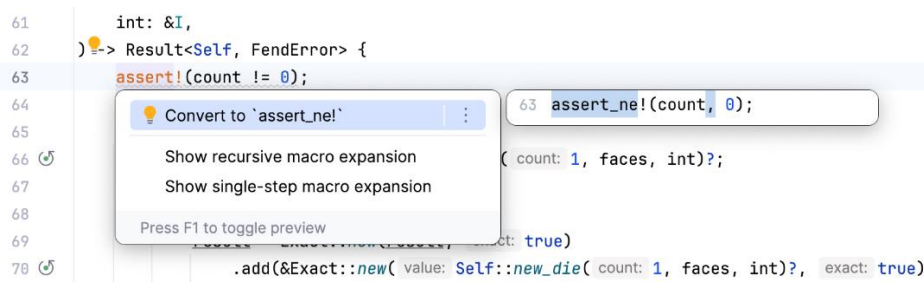 61 int: &I,
62 ) -> Result<Self, FendError> {
63 assert!(count != 0);
64
Convert to `assert_ne!`
63 assert_ne!(count, 0);
65
66 ( count: 1, faces, int)?;
Show recursive macro expansion
67
Show single-step macro expansion
68
Press F1 to toggle preview
69 true)
70 .add(&Exact::new( value: Self::new_die( count: 1, faces, int)?, exact: true)